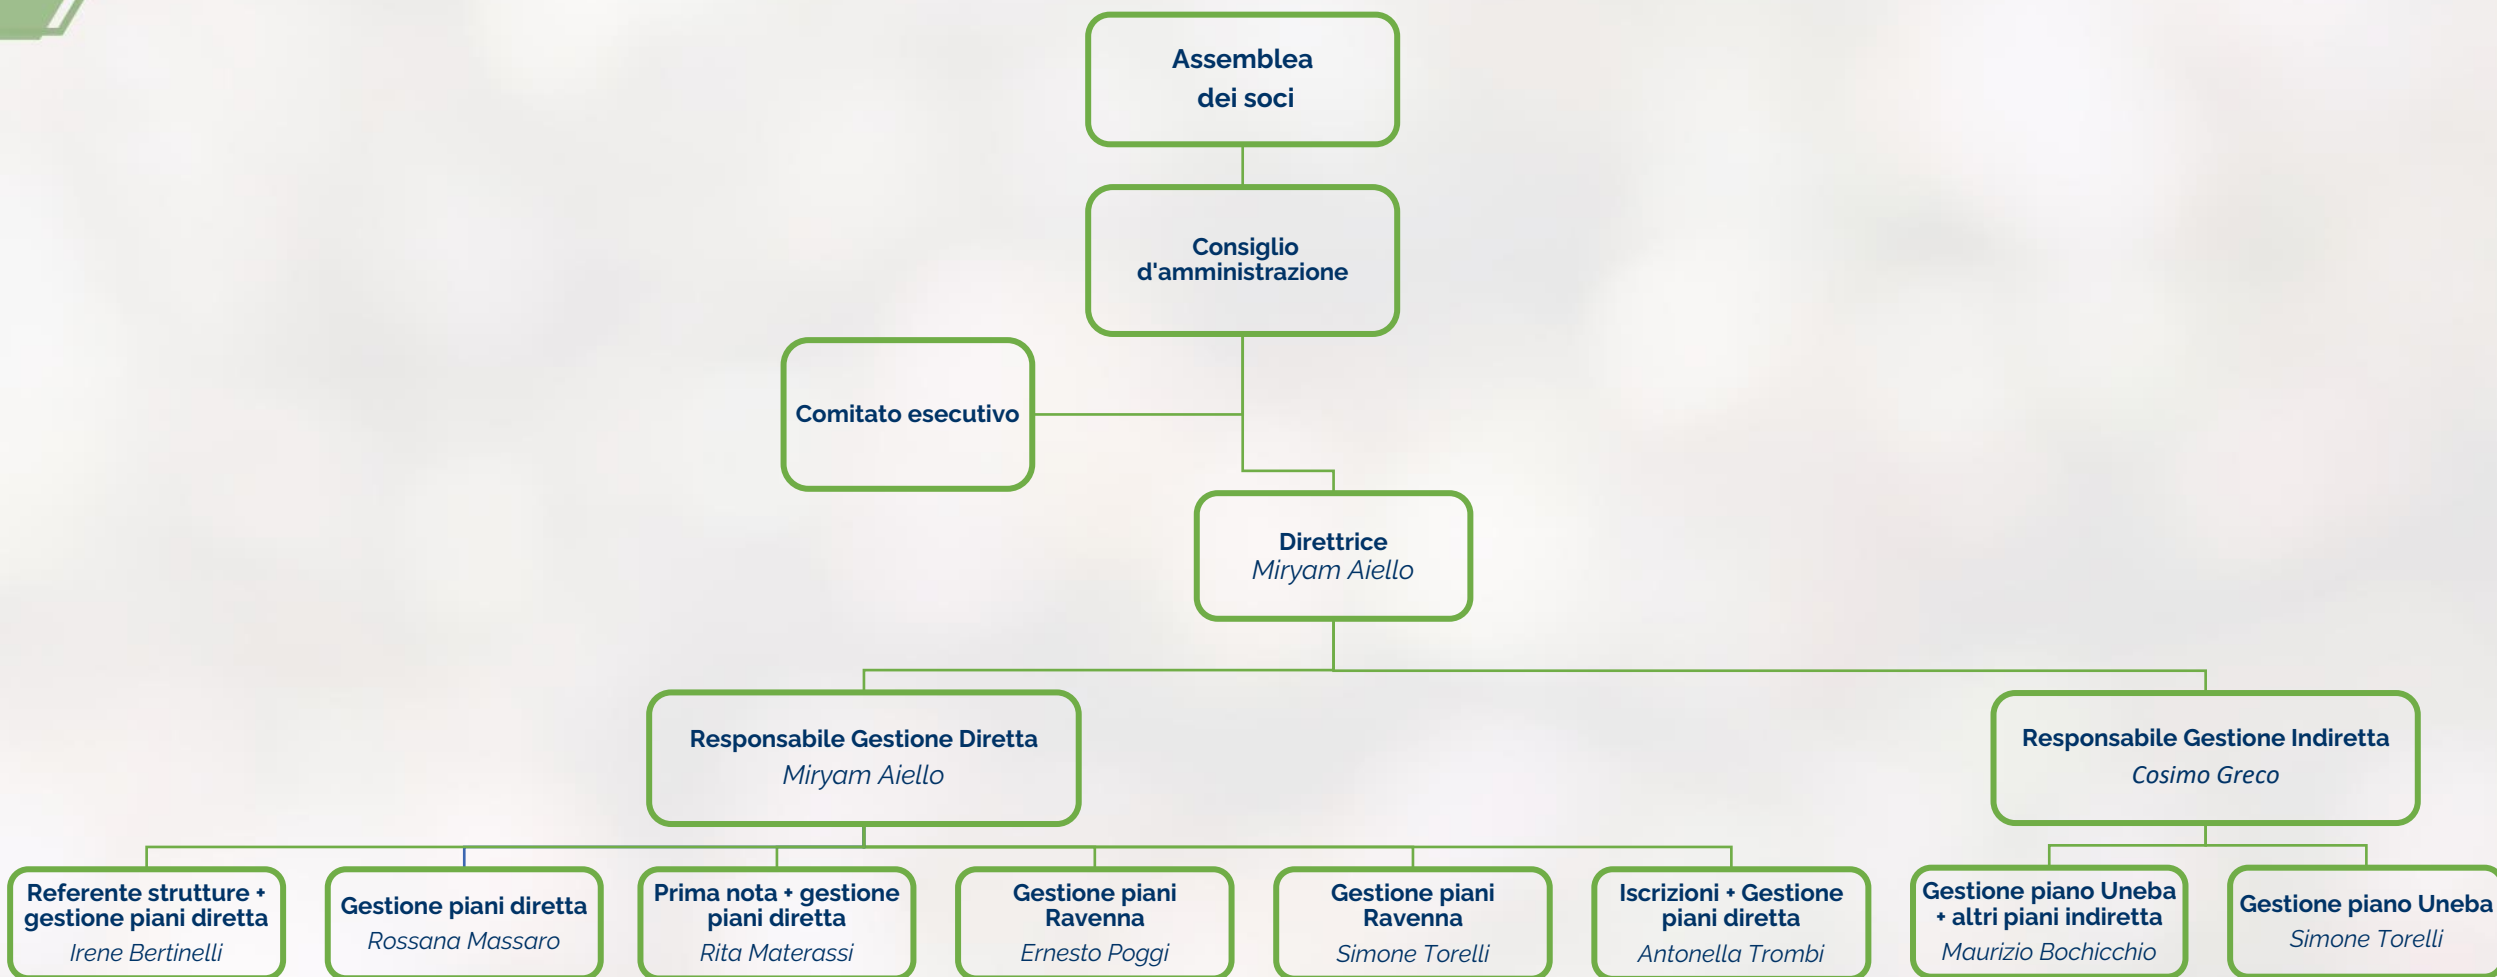 Assemblea
dei soci
Consiglio
d'amministrazione
Comitato esecutivo
Direttrice
Miryam Aiello
Responsabile Gestione Diretta
Miryam Aiello
Responsabile Gestione Indiretta
Cosimo Greco
Referente strutture +
gestione piani diretta
Irene Bertinelli
Gestione piani diretta
Rossana Massaro
Prima nota + gestione
piani diretta
Rita Materassi
Gestione piani
Ravenna
Ernesto Poggi
Gestione piani
Ravenna
Simone Torelli
Iscrizioni + Gestione
piani diretta
Antonella Trombi
Gestione piano Uneba
+ altri piani indiretta
Maurizio Bochicchio
Gestione piano Uneba
Simone Torelli